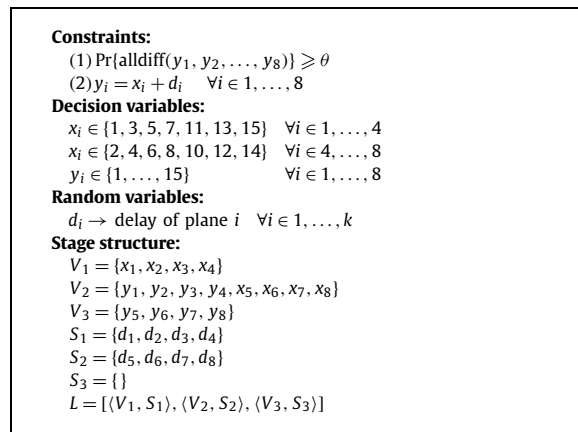 Constraints:
(1) Pr{alldiff(y₁, y₂, . . . , y₈)} ⩾ θ
(2) yᵢ = xᵢ + dᵢ ∀i ∈ 1, . . . , 8
Decision variables:
xᵢ ∈ {1, 3, 5, 7, 11, 13, 15} ∀i ∈ 1, . . . , 4
xᵢ ∈ {2, 4, 6, 8, 10, 12, 14} ∀i ∈ 4, . . . , 8
yᵢ ∈ {1, . . . , 15} ∀i ∈ 1, . . . , 8
Random variables:
dᵢ → delay of plane i ∀i ∈ 1, . . . , k
Stage structure:
V₁ = {x₁, x₂, x₃, x₄}
V₂ = {y₁, y₂, y₃, y₄, x₅, x₆, x₇, x₈}
V₃ = {y₅, y₆, y₇, y₈}
S₁ = {d₁, d₂, d₃, d₄}
S₂ = {d₅, d₆, d₇, d₈}
S₃ = {}
L = [⟨V₁, S₁⟩, ⟨V₂, S₂⟩, ⟨V₃, S₃⟩]